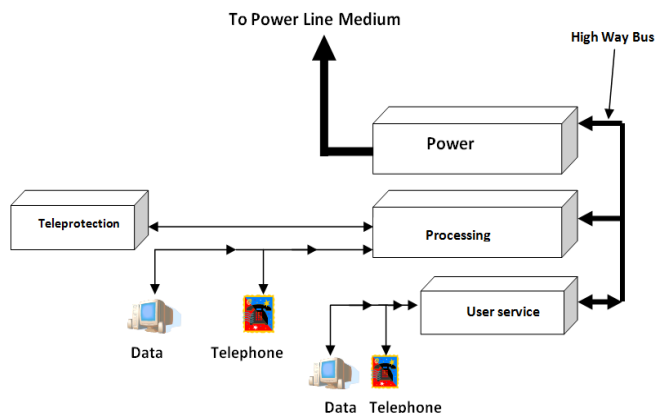 To Power Line Medium
High Way Bus
Power
Teleprotection
Processing
User service
Data
Telephone
Data
Telephone